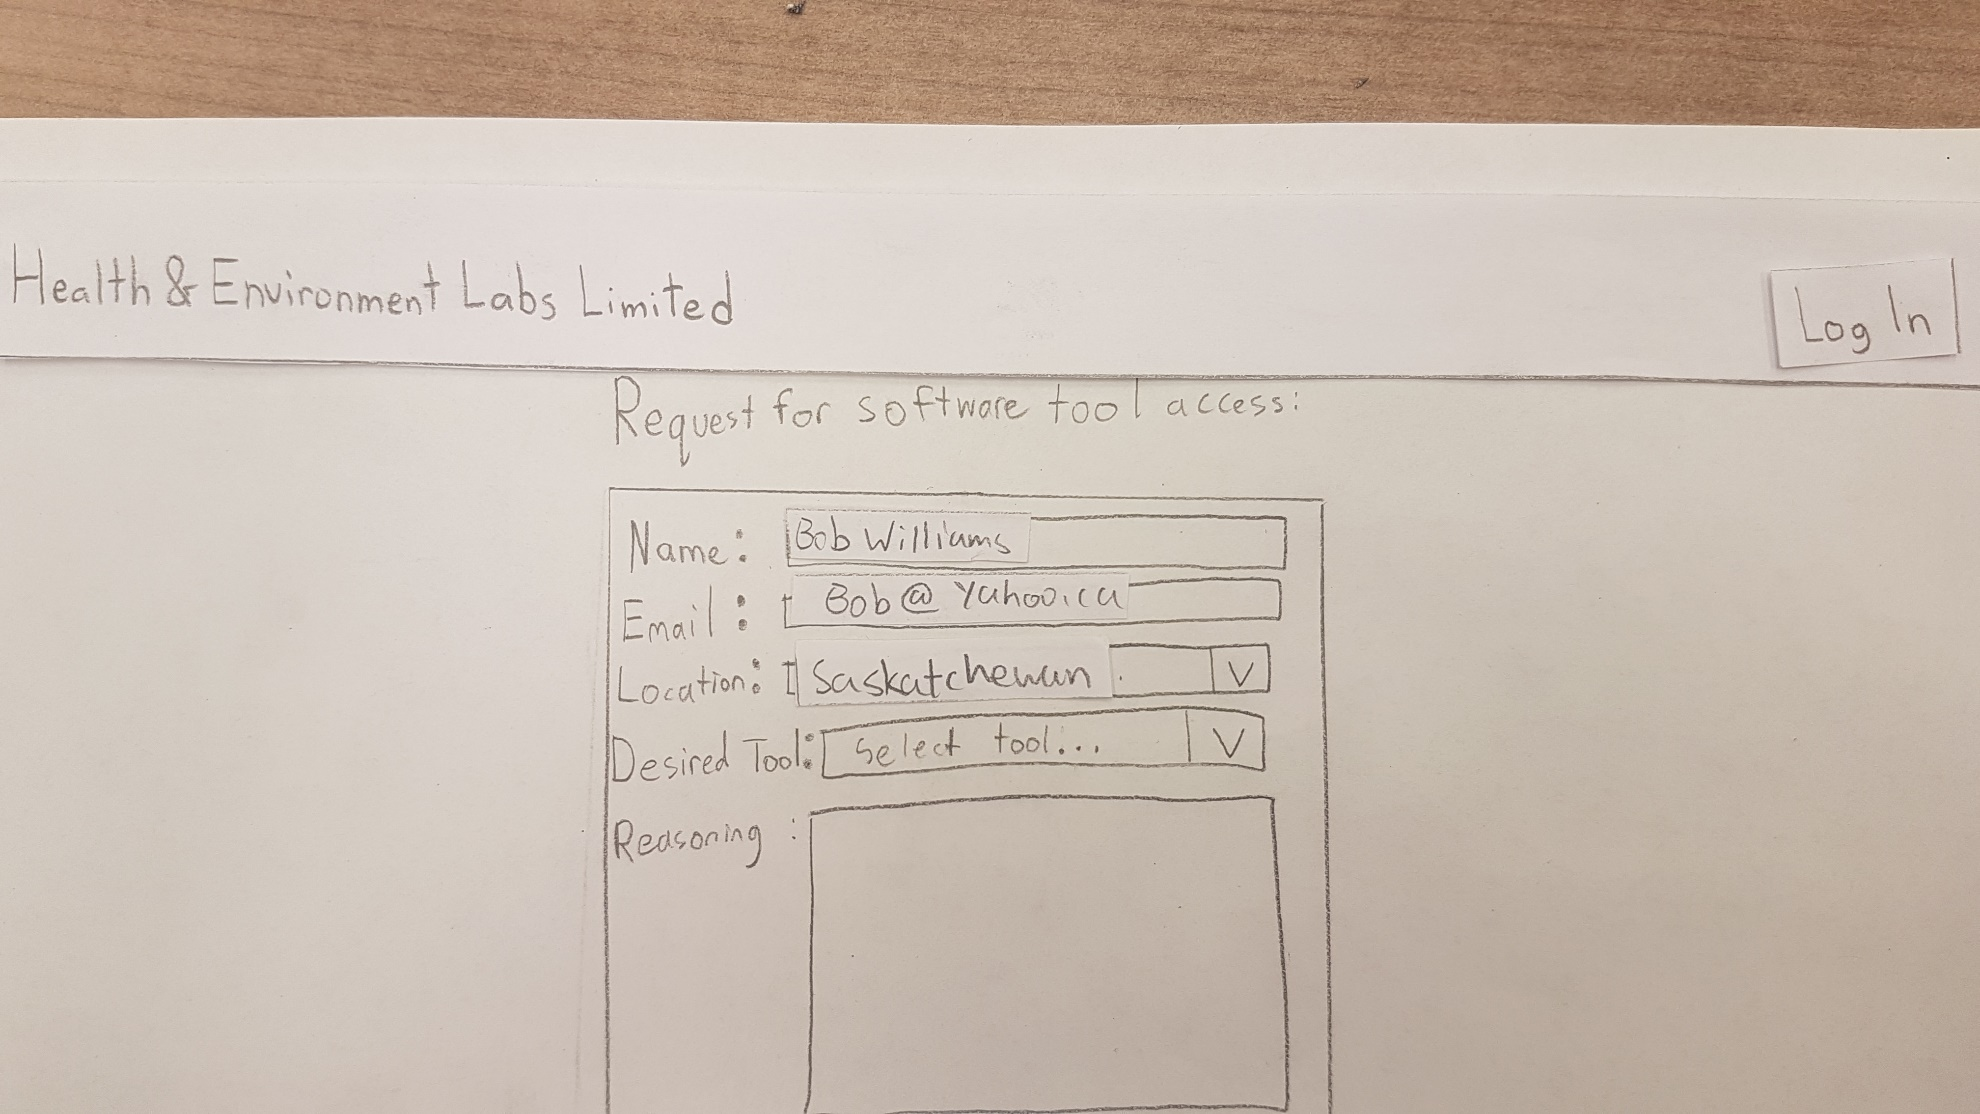 Health & Environment Labs Limited
Log In
Request for software tool access:
Name: Bob Williams
Email: Bob@Yahoo.ca
Location: Saskatchewan V
Desired Tool: Select tool... V
Reasoning: